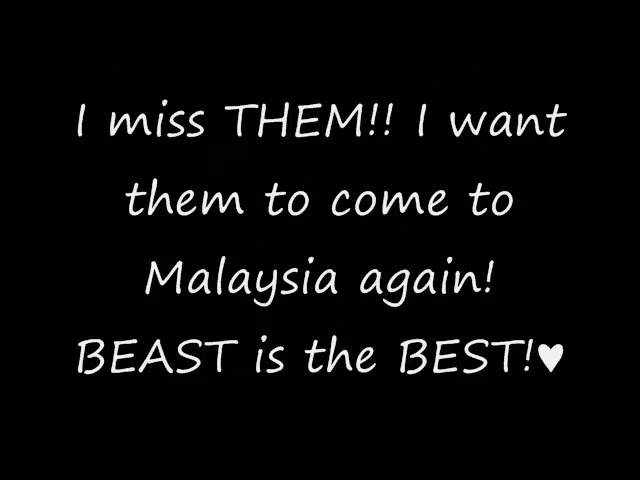 I miss THEM!! I want
them to come to
Malaysia again!
BEAST is the BEST!♥